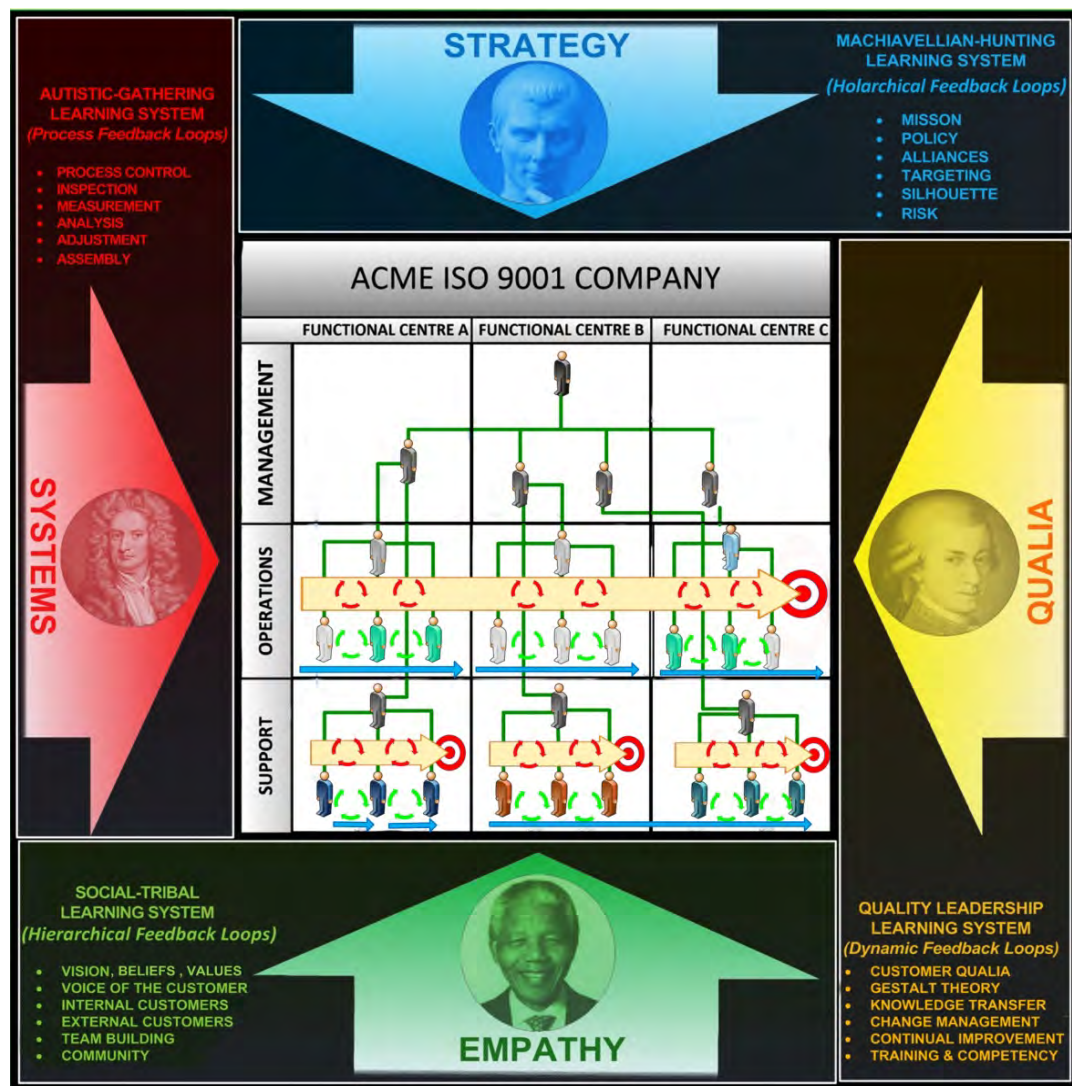 STRATEGY
MACHIAVELLIAN-HUNTING
LEARNING SYSTEM
(Holarchical Feedback Loops)
• MISSON
• POLICY
• ALLIANCES
• TARGETING
• SILHOUETTE
• RISK
AUTISTIC-GATHERING
LEARNING SYSTEM
(Process Feedback Loops)
• PROCESS CONTROL
• INSPECTION
• MEASUREMENT
• ANALYSIS
• ADJUSTMENT
• ASSEMBLY
SYSTEMS
ACME ISO 9001 COMPANY
FUNCTIONAL CENTRE A
FUNCTIONAL CENTRE B
FUNCTIONAL CENTRE C
MANAGEMENT
OPERATIONS
SUPPORT
QUALIA
SOCIAL-TRIBAL
LEARNING SYSTEM
(Hierarchical Feedback Loops)
• VISION, BELIEFS , VALUES
• VOICE OF THE CUSTOMER
• INTERNAL CUSTOMERS
• EXTERNAL CUSTOMERS
• TEAM BUILDING
• COMMUNITY
EMPATHY
QUALITY LEADERSHIP
LEARNING SYSTEM
(Dynamic Feedback Loops)
• CUSTOMER QUALIA
• GESTALT THEORY
• KNOWLEDGE TRANSFER
• CHANGE MANAGEMENT
• CONTINUAL IMPROVEMENT
• TRAINING & COMPETENCY